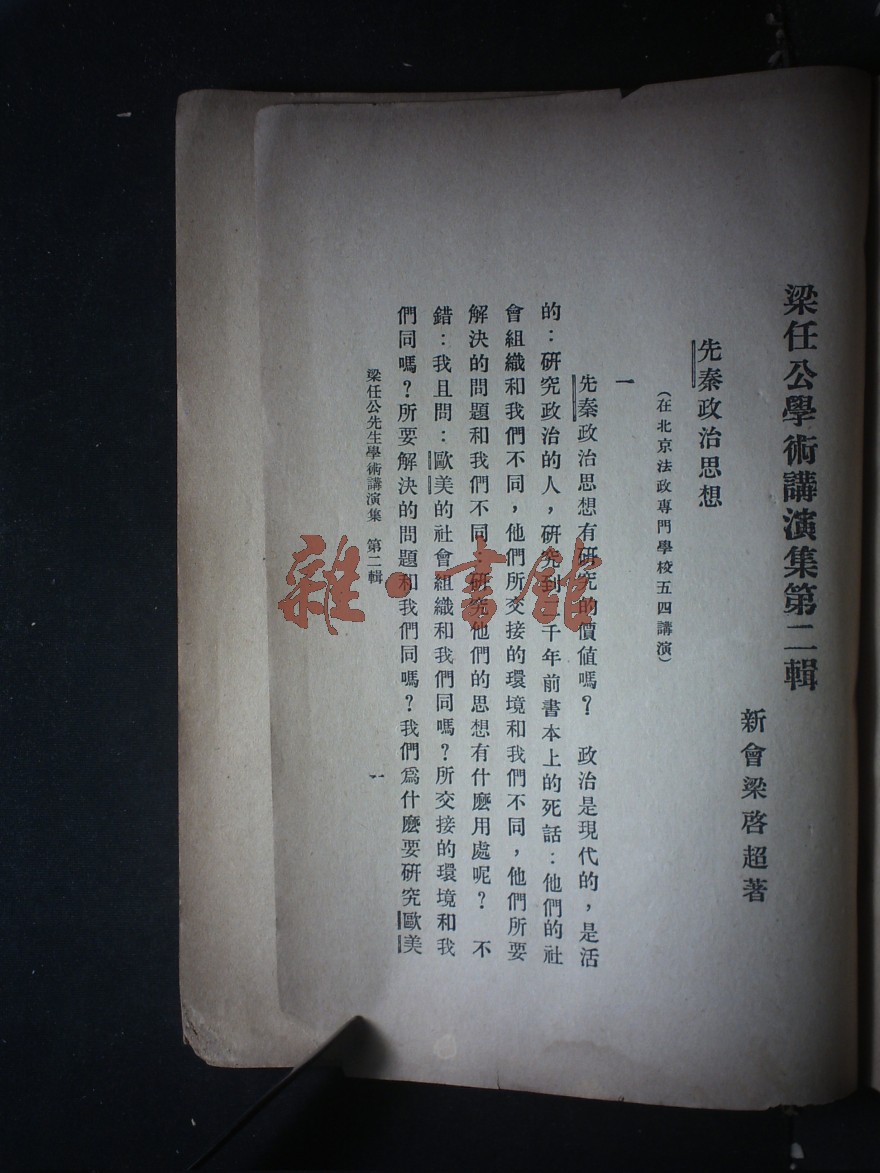 梁任公學術講演集第二輯
新會梁啓超著
先秦政治思想
(在北京法政專門學校五四講演)
一
先秦政治思想有研究的價值嗎？　政治是現代的，是活
的：研究政治的人，研究到　千年前書本上的死話：他們的社
會組織和我們不同，他們所交接的環境和我們不同，他們所要
解決的問題和我們不同：研究他們的思想有什麽用處呢？　不
錯：我且問：歐美的社會組織和我們同嗎？所交接的環境和我
們同嗎？所要解決的問題和我們同嗎？我們爲什麽要研究歐美
梁任公先生學術講演集　第二輯
一
雜·書館